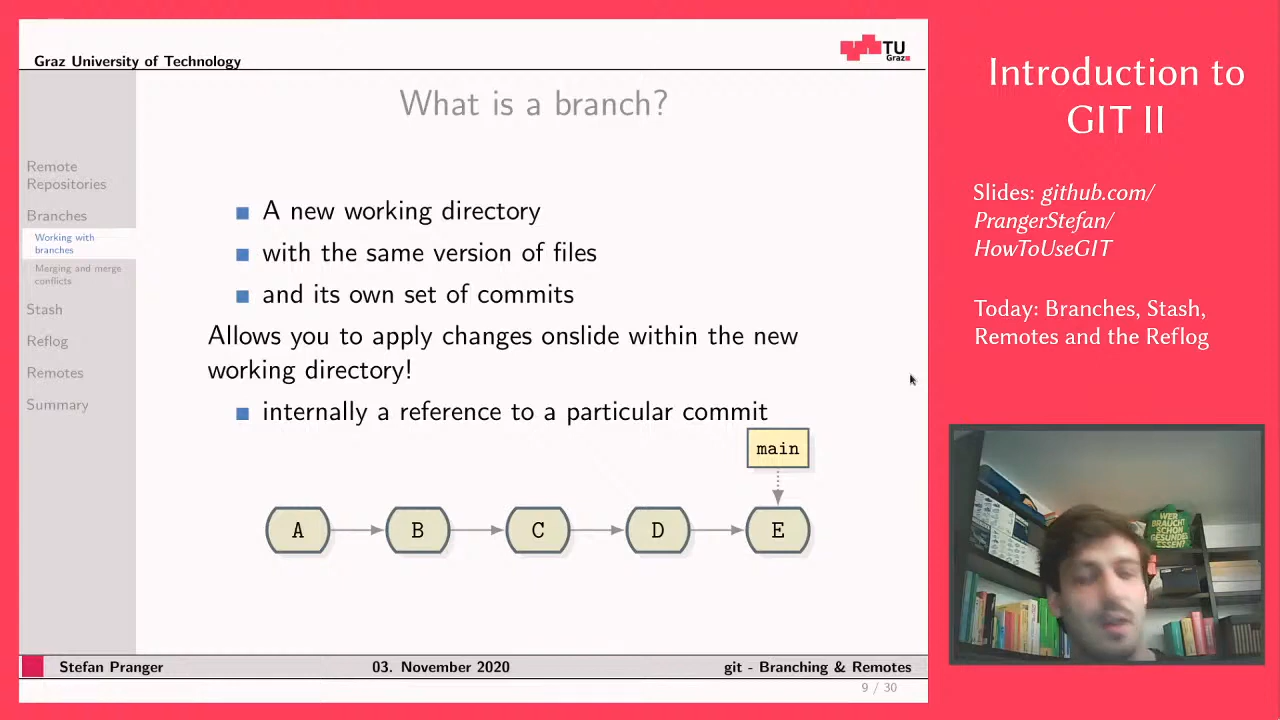 Graz University of Technology
TU
Graz
What is a branch?
Remote
Repositories
Branches
Working with
branches
Merging and merge
conflicts
Stash
Reflog
Remotes
Summary
A new working directory
with the same version of files
and its own set of commits
Allows you to apply changes onslide within the new
working directory!
internally a reference to a particular commit
main
A B C D E
Stefan Pranger 03. November 2020 git - Branching & Remotes
9 / 30
Introduction to
GIT II
Slides: github.com/
PrangerStefan/
HowToUseGIT
Today: Branches, Stash,
Remotes and the Reflog
WER
BRAUCHT
SCHON
GESUNDEL
ESSEN?